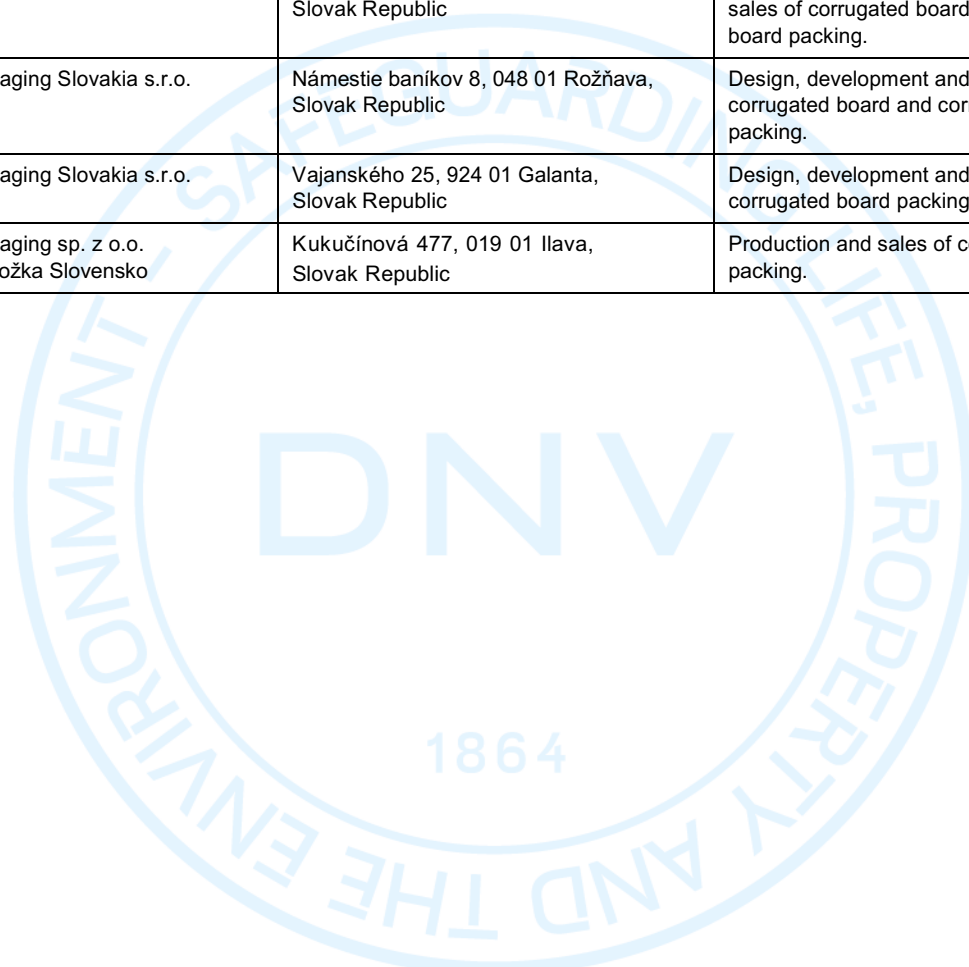 Slovak Republic
sales of corrugated board
board packing.
aging Slovakia s.r.o.
Námestie baníkov 8, 048 01 Rožňava,
Slovak Republic
Design, development and
corrugated board and cor
packing.
aging Slovakia s.r.o.
Vajanského 25, 924 01 Galanta,
Slovak Republic
Design, development and
corrugated board packing
aging sp. z o.o.
ožka Slovensko
Kukučínová 477, 019 01 Ilava,
Slovak Republic
Production and sales of c
packing.
SAFEGUARDING LIFE, PROPERTY AND THE ENVIRONMENT –
DNV
1864